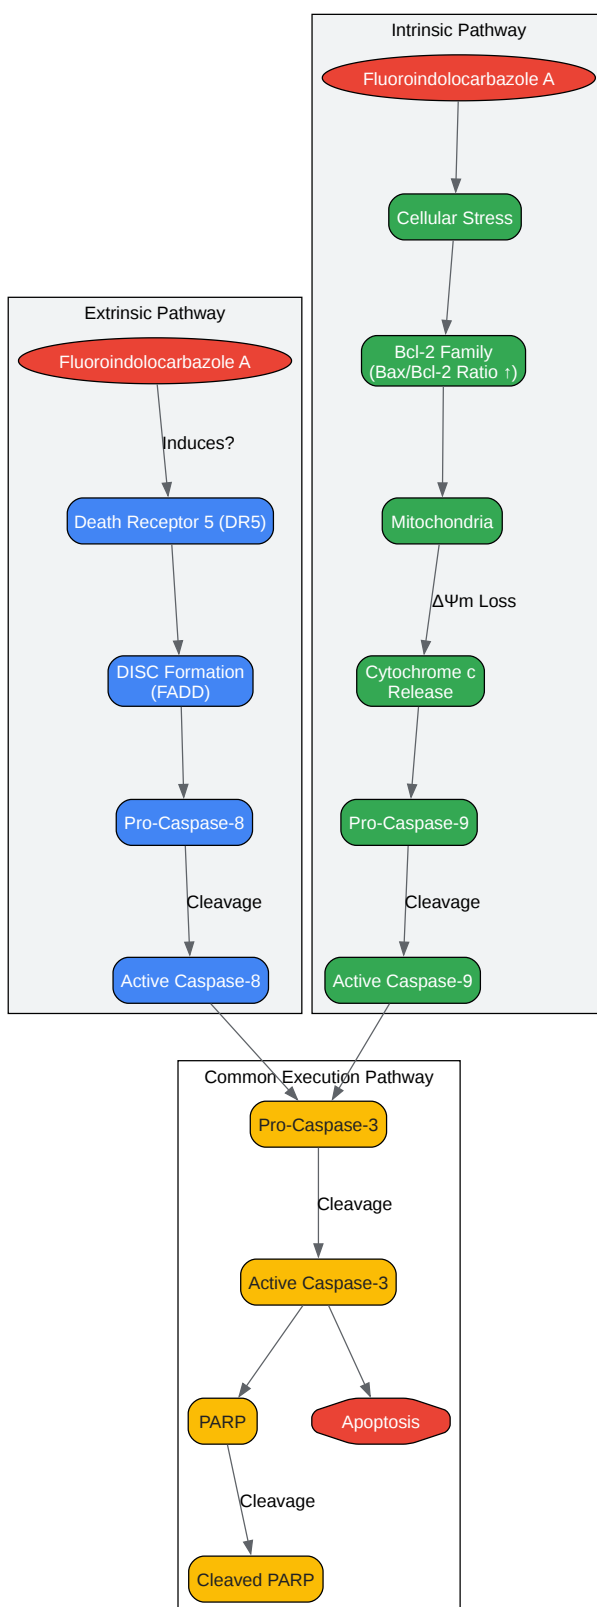 Intrinsic Pathway
Fluoroindolocarbazole A
Cellular Stress
Bcl-2 Family
(Bax/Bcl-2 Ratio ↑)
Mitochondria
ΔΨm Loss
Cytochrome c
Release
Pro-Caspase-9
Cleavage
Active Caspase-9
Extrinsic Pathway
Fluoroindolocarbazole A
Induces?
Death Receptor 5 (DR5)
DISC Formation
(FADD)
Pro-Caspase-8
Cleavage
Active Caspase-8
Common Execution Pathway
Pro-Caspase-3
Cleavage
Active Caspase-3
PARP
Apoptosis
Cleavage
Cleaved PARP